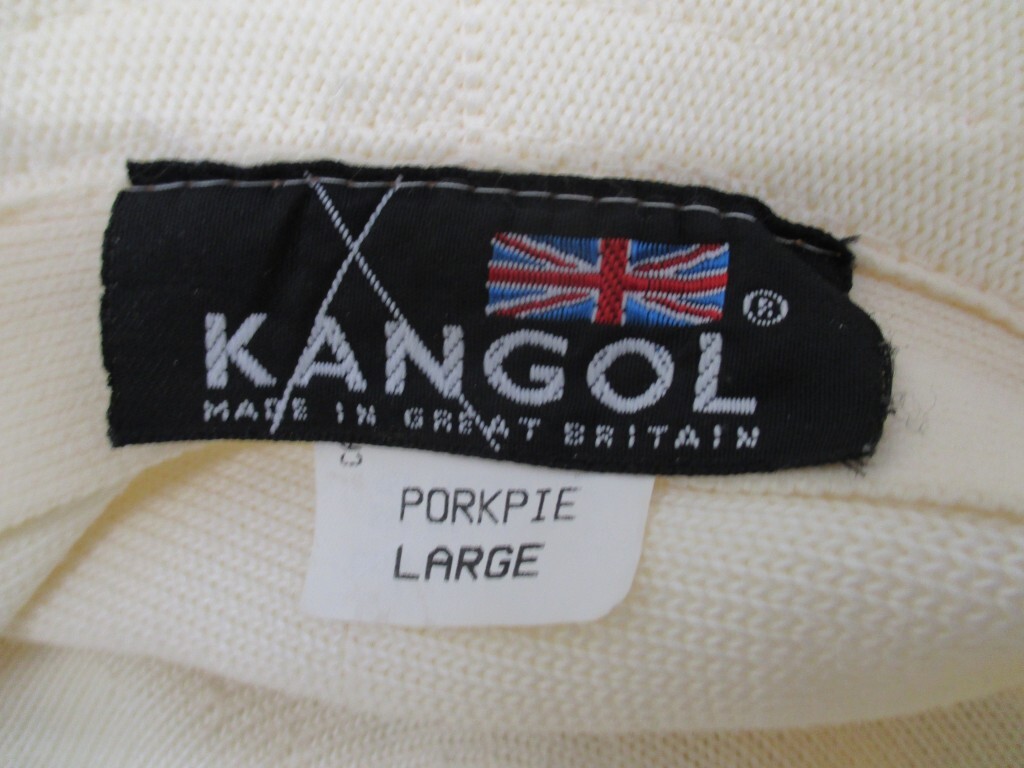 KANGOL®
MADE IN GREAT BRITAIN
PORKPIE
LARGE